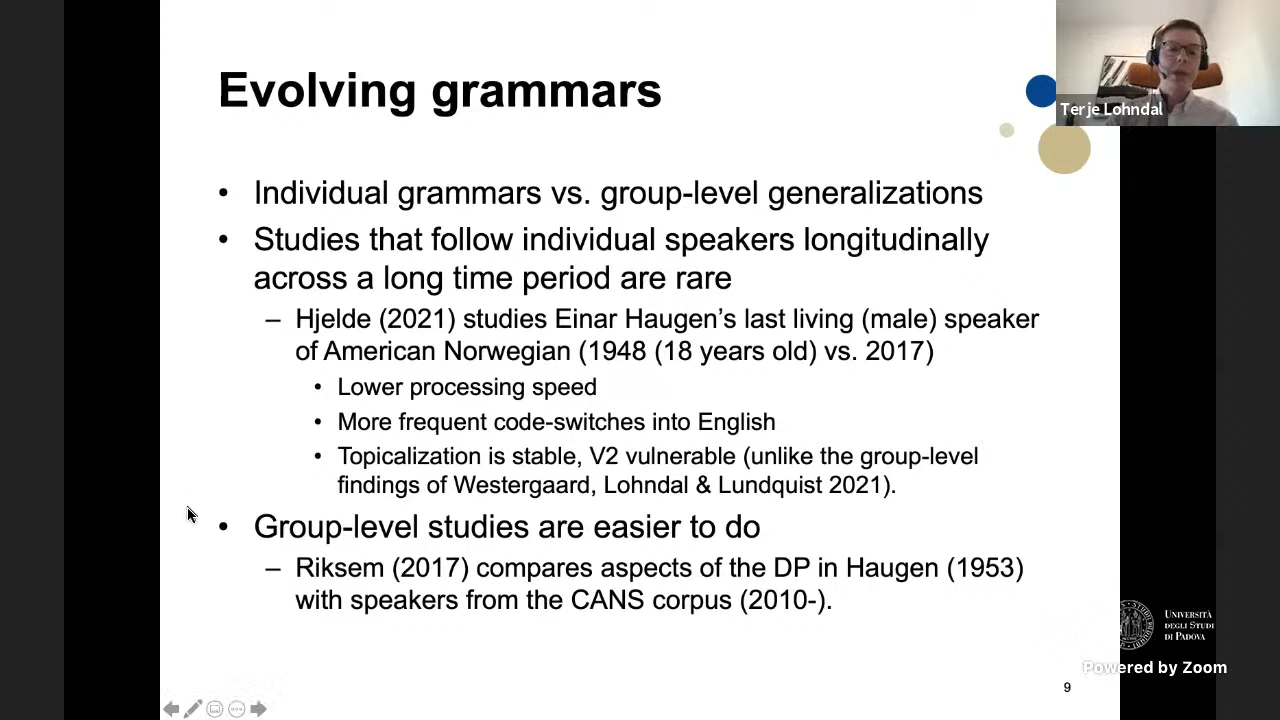 Evolving grammars
Terje Lohndal
• Individual grammars vs. group-level generalizations
• Studies that follow individual speakers longitudinally
across a long time period are rare
– Hjelde (2021) studies Einar Haugen’s last living (male) speaker
of American Norwegian (1948 (18 years old) vs. 2017)
• Lower processing speed
• More frequent code-switches into English
• Topicalization is stable, V2 vulnerable (unlike the group-level
findings of Westergaard, Lohndal & Lundquist 2021).
• Group-level studies are easier to do
– Riksem (2017) compares aspects of the DP in Haugen (1953)
with speakers from the CANS corpus (2010-).
Università
degli Studi
di Padova
Powered by Zoom
9